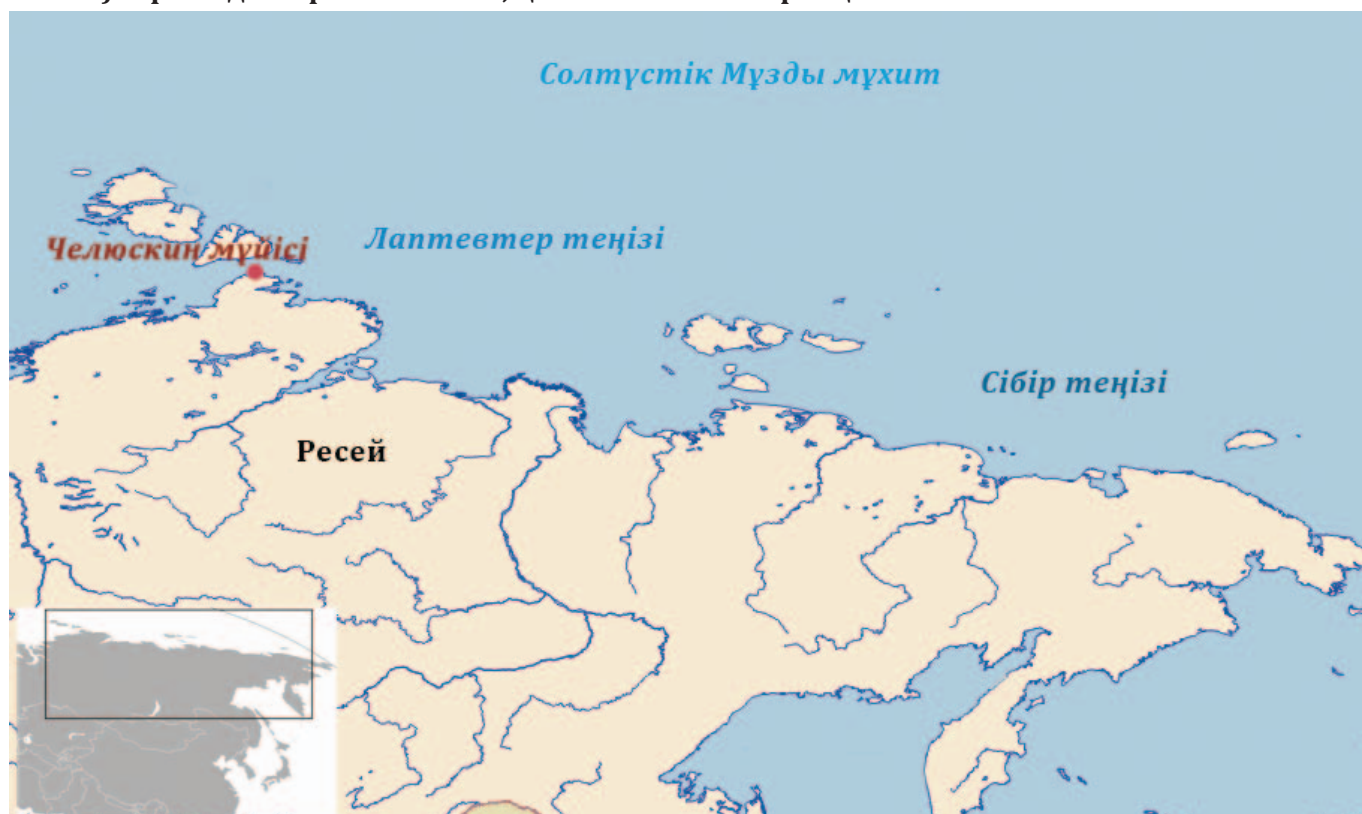 Солтүстік Мұзды мұхит
Челюскин мүйісі
Лаптевтер теңізі
Сібір теңізі
Ресей